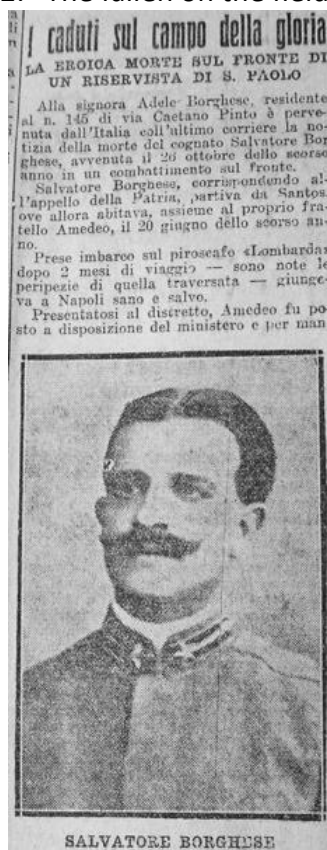 The fallen on the field
I caduti sul campo della gloria
LA EROICA MORTE SUL FRONTE DI
UN RISERVISTA DI S. PAOLO
Alla signora Adele Borghese, residente
al n. 145 di via Caetano Pinto è perve-
nuta dall'Italia coll'ultimo corriere la no-
tizia della morte del cognato Salvatore Bor
ghese, avvenuta il 26 ottobre dello scorso
anno in un combattimento sul fronte.
Salvatore Borghese, corrispondendo al-
l'appello della Patria, partiva da Santos,
ove allora abitava, assieme al proprio fra-
tello Amedeo, il 20 giugno dello scorso an-
no.
Prese imbarco sul piroscafo «Lombarda»
dopo 2 mesi di viaggio — sono note le
peripezie di quella traversata — giunge-
va a Napoli sano e salvo.
Presentatosi al distretto, Amedeo fu po-
sto a disposizione del ministero e per man
SALVATORE BORGHESE